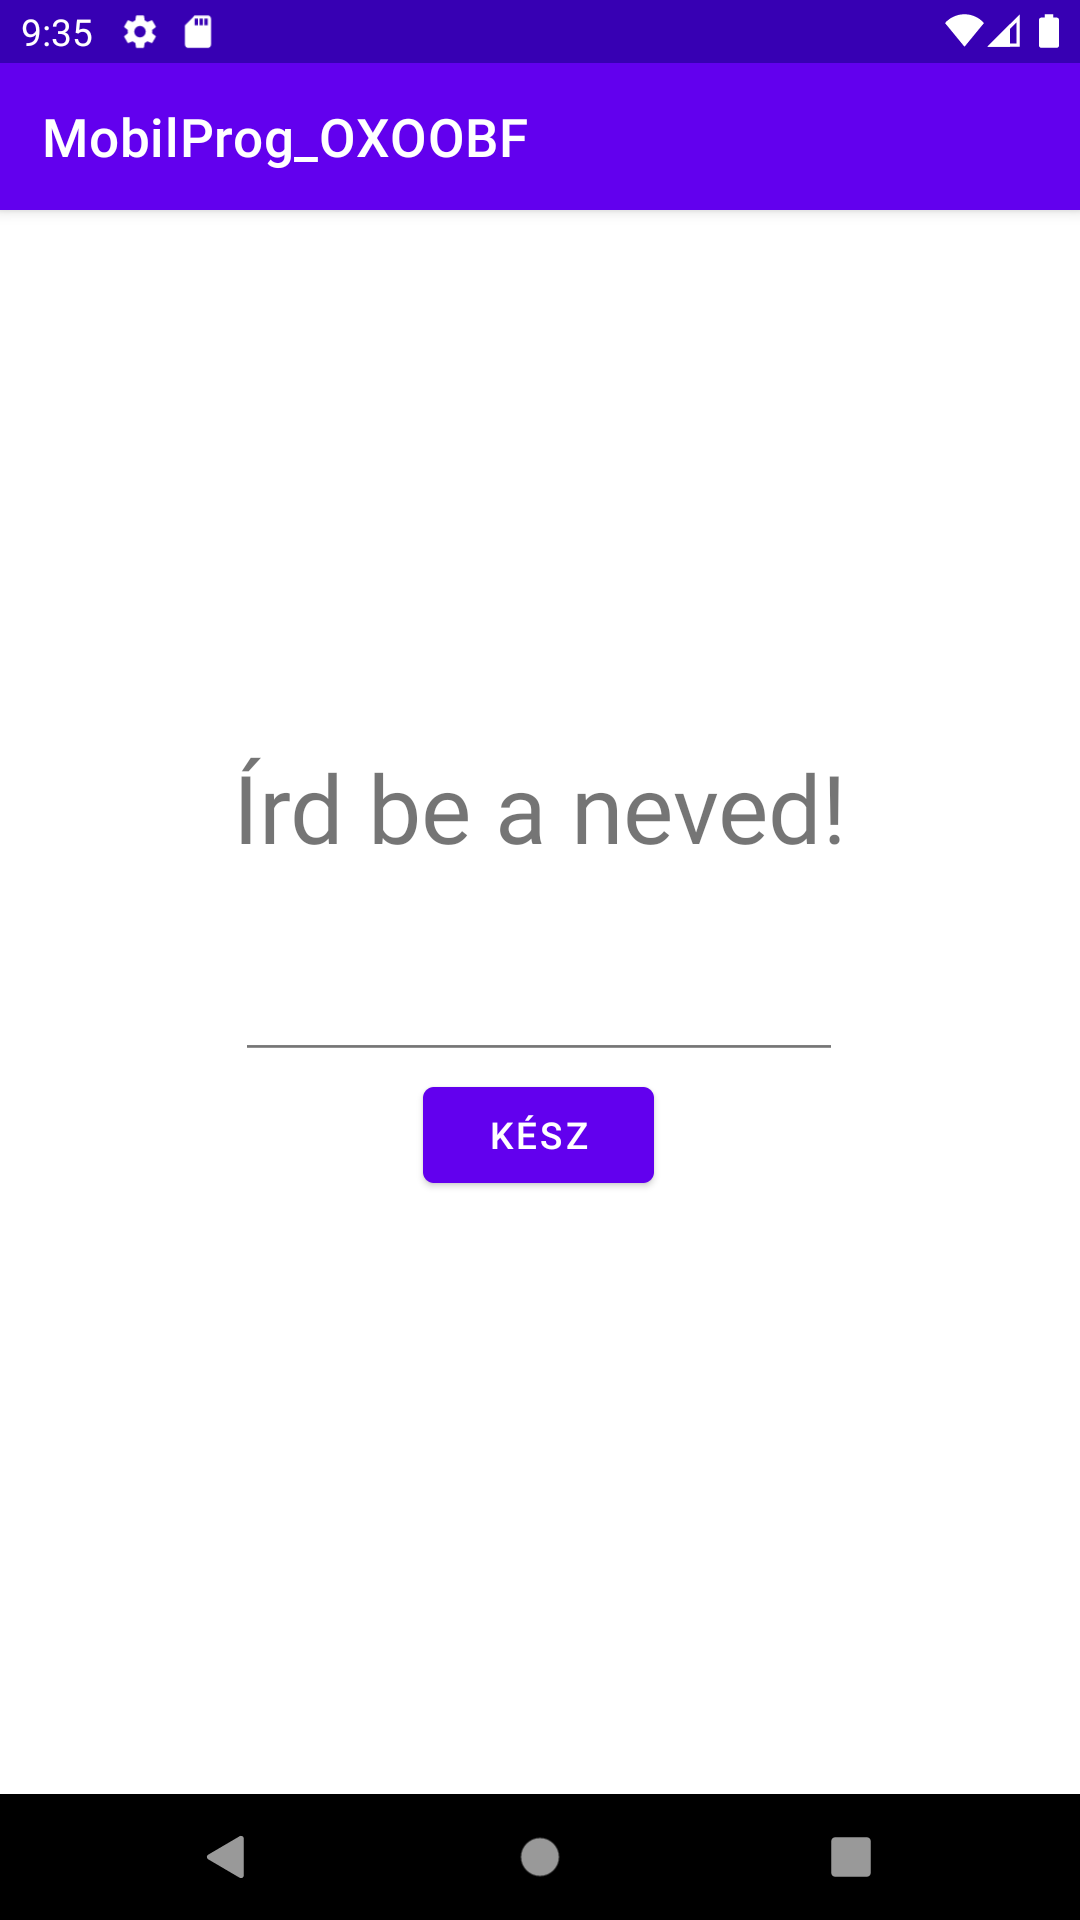 9:35
MobilProg_OXOOBF
Írd be a neved!
KÉSZ